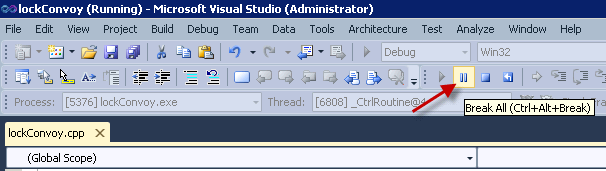 lockConvoy (Running) - Microsoft Visual Studio (Administrator)
File Edit View Project Build Debug Team Data Tools Architecture Test Analyze Window Help
Debug Win32
Process: [5376] lockConvoy.exe Thread: [6808] _CtrlRoutine@4
Break All (Ctrl+Alt+Break)
lockConvoy.cpp
(Global Scope)